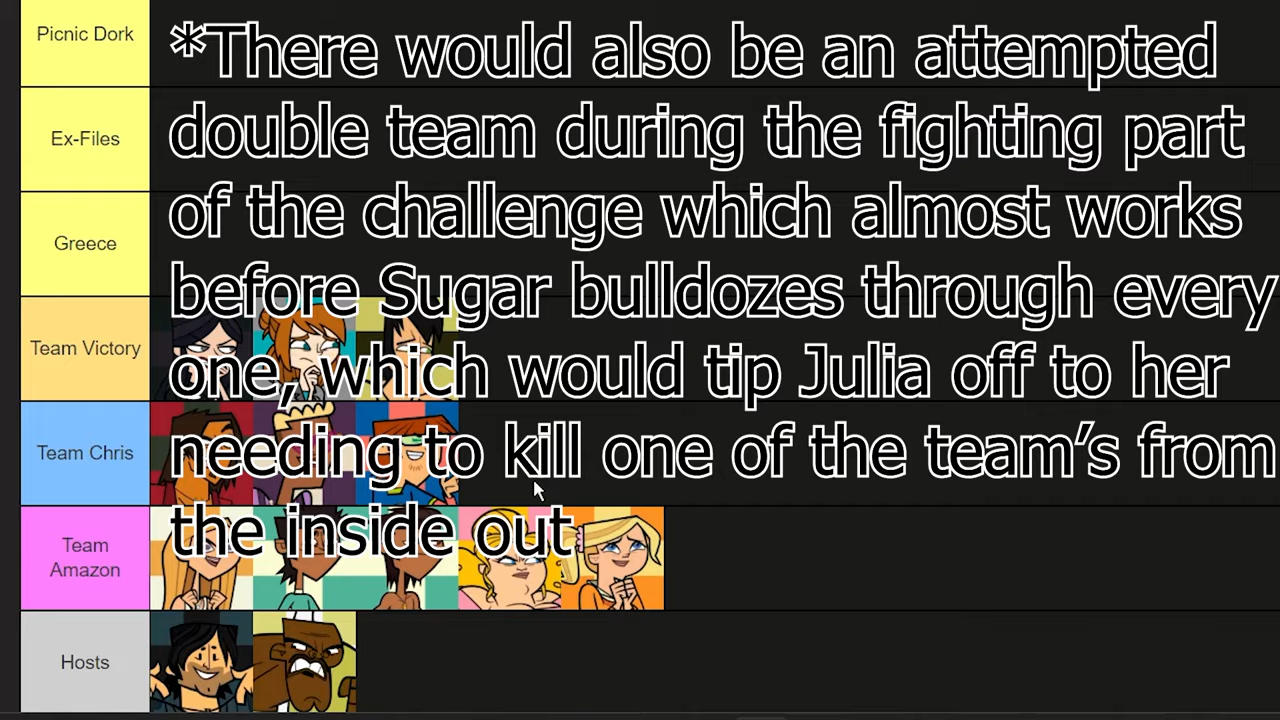 Picnic Dork
Ex-Files
Greece
Team Victory
Team Chris
Team
Amazon
Hosts
*There would also be an attempted
double team during the fighting part
of the challenge which almost works
before Sugar bulldozes through every
one, which would tip Julia off to her
needing to kill one of the team’s from
the inside out